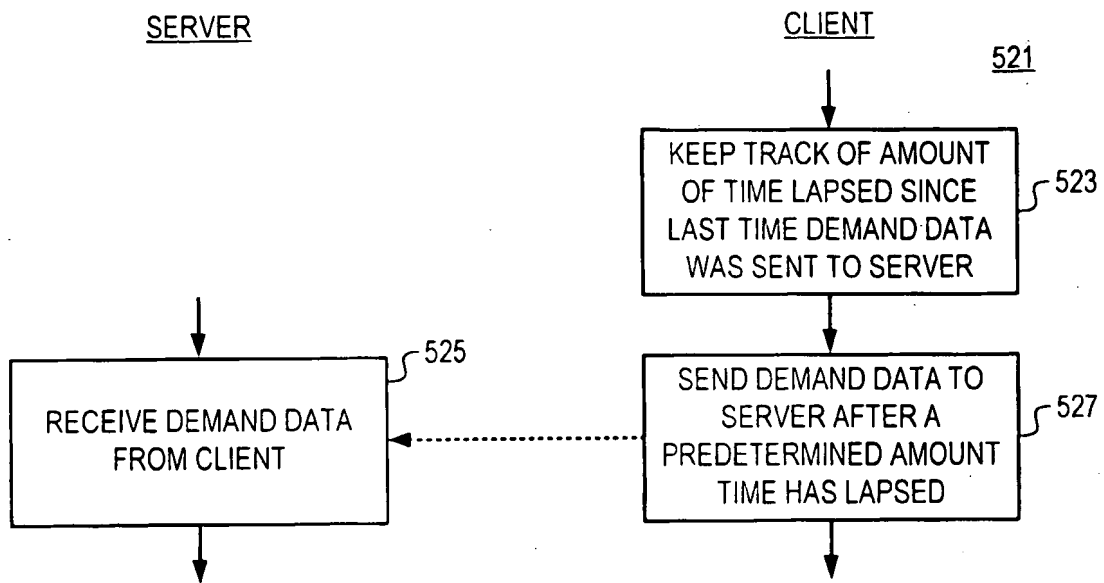 SERVER
CLIENT
521
KEEP TRACK OF AMOUNT
OF TIME LAPSED SINCE
LAST TIME DEMAND DATA
WAS SENT TO SERVER
523
525
RECEIVE DEMAND DATA
FROM CLIENT
SEND DEMAND DATA TO
SERVER AFTER A
PREDETERMINED AMOUNT
TIME HAS LAPSED
527